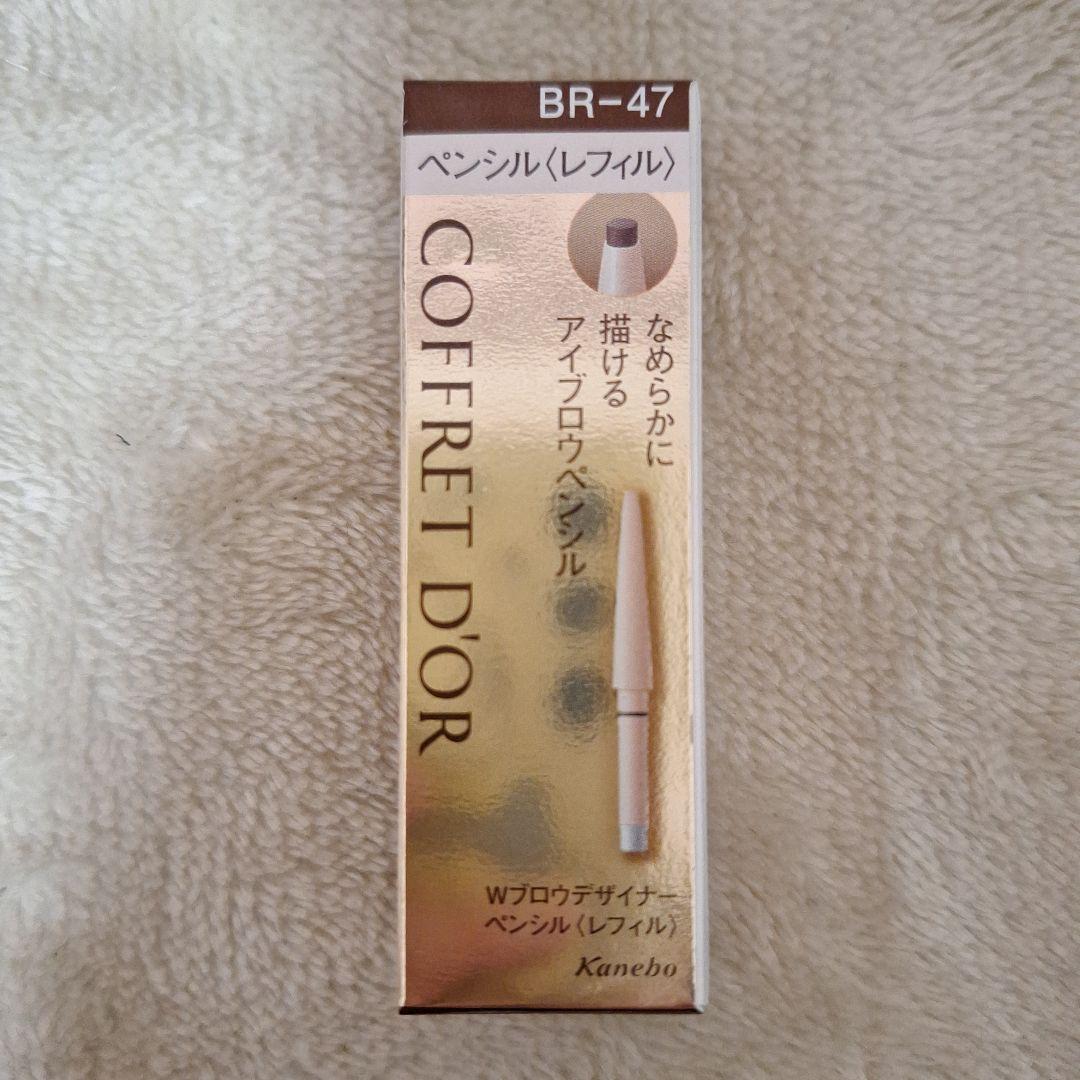 BR-47
ペンシル〈レフィル〉
COFFRET D'OR
なめらかに
描ける
アイブロウペンシル
Wブロウデザイナー
ペンシル〈レフィル〉
Kanebo